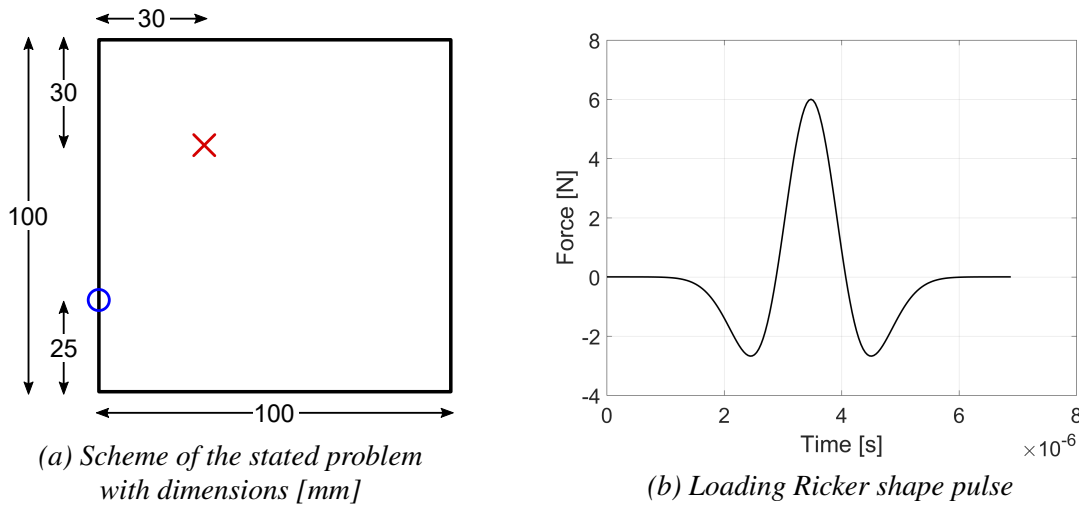 30
30
100
25
100
(a) Scheme of the stated problem
with dimensions [mm]
8
6
4
2
0
-2
-4
Force [N]
0 2 4 6 8
Time [s]
×10⁻⁶
(b) Loading Ricker shape pulse